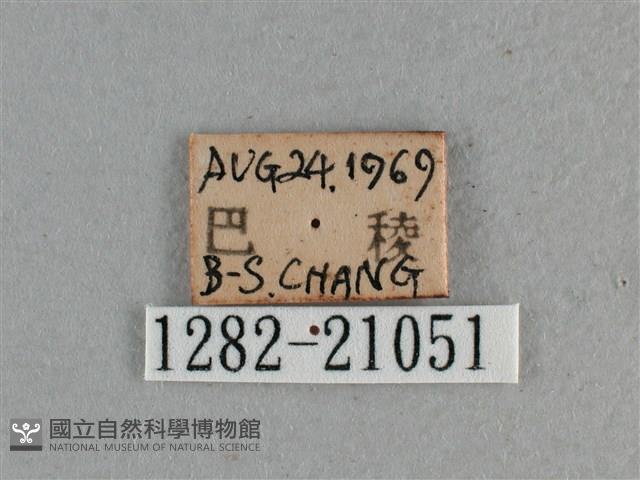 AUG 24. 1969
巴 稜
B-S. CHANG
1282-21051
國立自然科學博物館
NATIONAL MUSEUM OF NATURAL SCIENCE